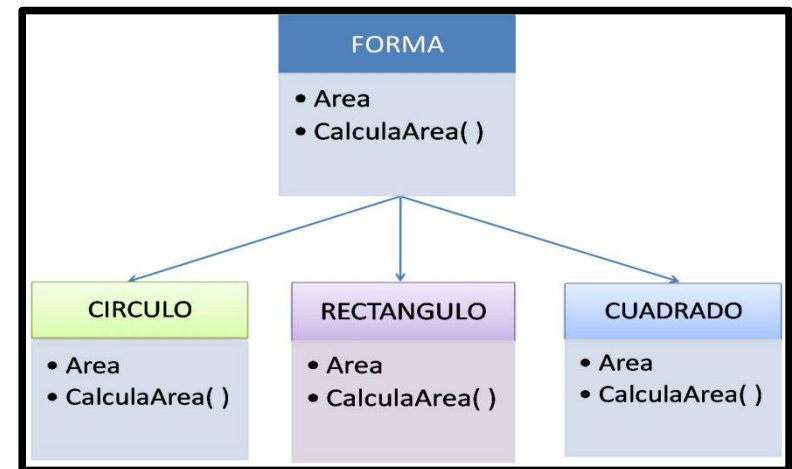 FORMA
• Area
• CalculaArea( )
CIRCULO
• Area
• CalculaArea( )
RECTANGULO
• Area
• CalculaArea( )
CUADRADO
• Area
• CalculaArea( )